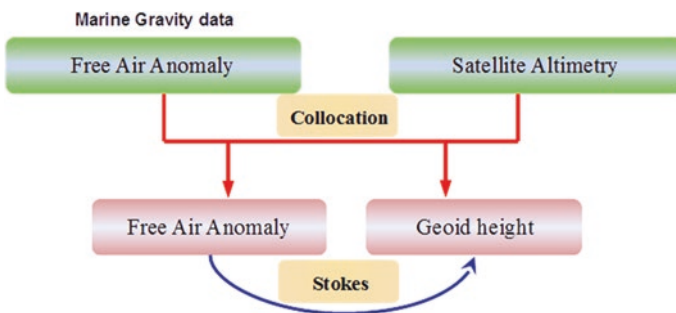 Marine Gravity data
Free Air Anomaly
Satellite Altimetry
Collocation
Free Air Anomaly
Geoid height
Stokes